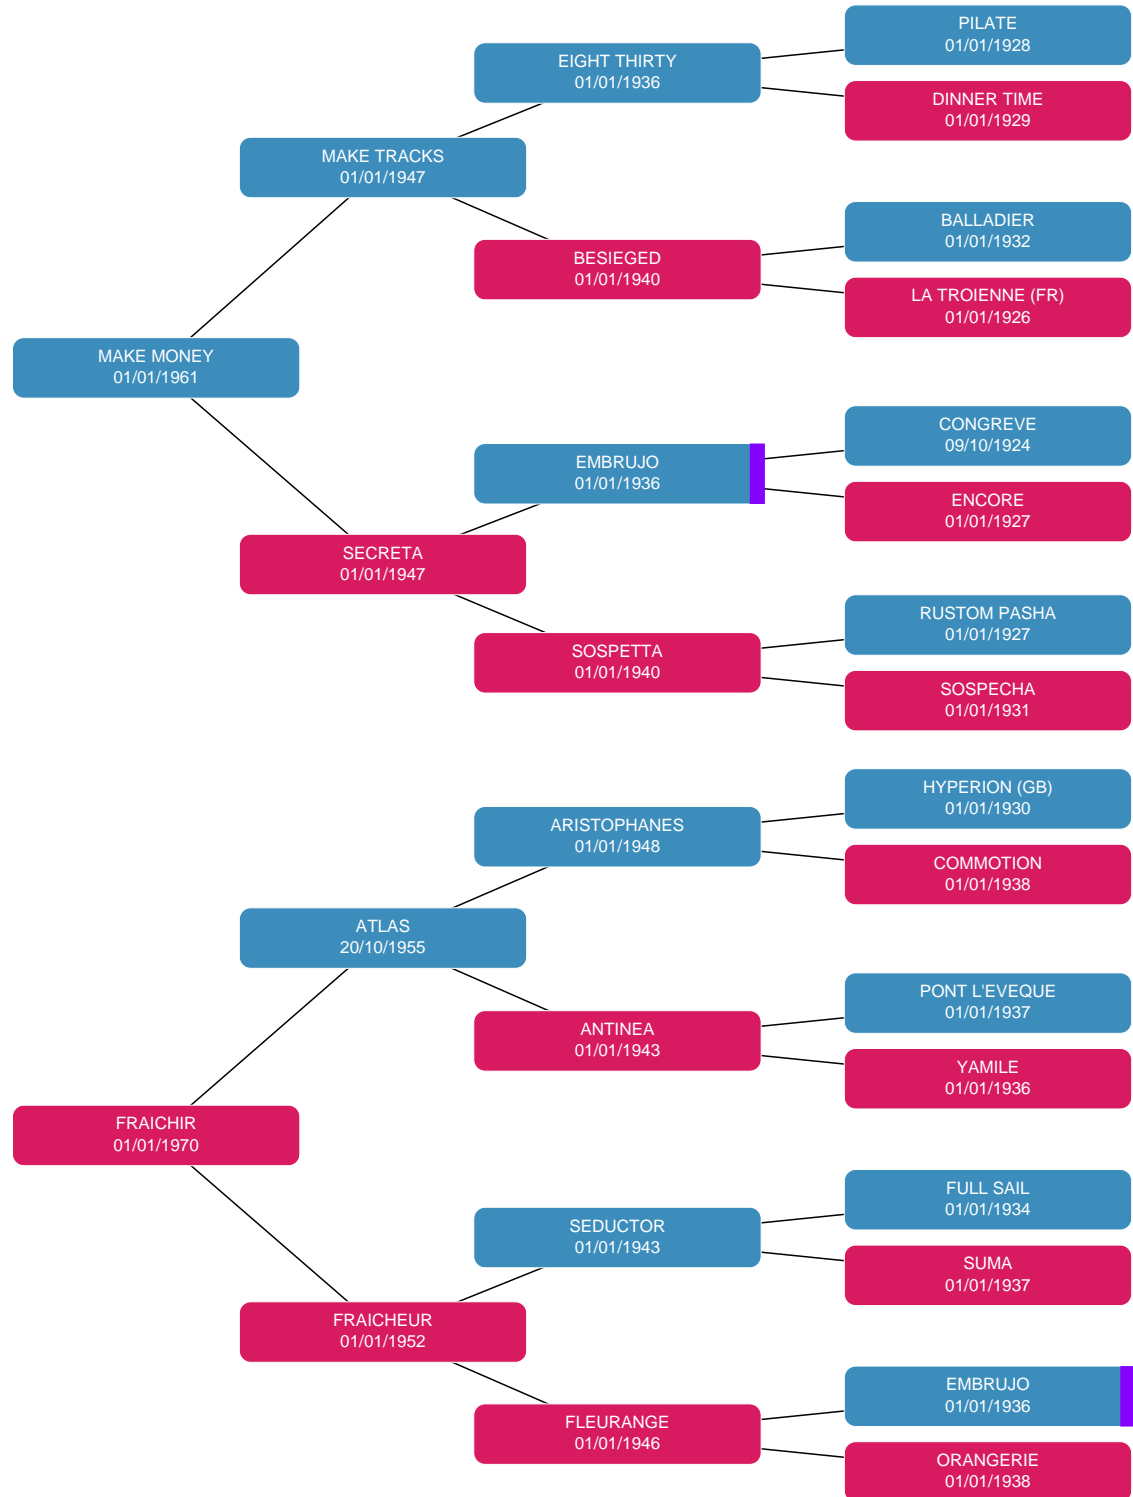 PILATE
01/01/1928
EIGHT THIRTY
01/01/1936
DINNER TIME
01/01/1929
MAKE TRACKS
01/01/1947
BALLADIER
01/01/1932
BESIEGED
01/01/1940
LA TROIENNE (FR)
01/01/1926
MAKE MONEY
01/01/1961
CONGREVE
09/10/1924
EMBRUJO
01/01/1936
ENCORE
01/01/1927
SECRETA
01/01/1947
RUSTOM PASHA
01/01/1927
SOSPETTA
01/01/1940
SOSPECHA
01/01/1931
HYPERION (GB)
01/01/1930
ARISTOPHANES
01/01/1948
COMMOTION
01/01/1938
ATLAS
20/10/1955
PONT L'EVEQUE
01/01/1937
ANTINEA
01/01/1943
YAMILE
01/01/1936
FRAICHIR
01/01/1970
FULL SAIL
01/01/1934
SEDUCTOR
01/01/1943
SUMA
01/01/1937
FRAICHEUR
01/01/1952
EMBRUJO
01/01/1936
FLEURANGE
01/01/1946
ORANGERIE
01/01/1938